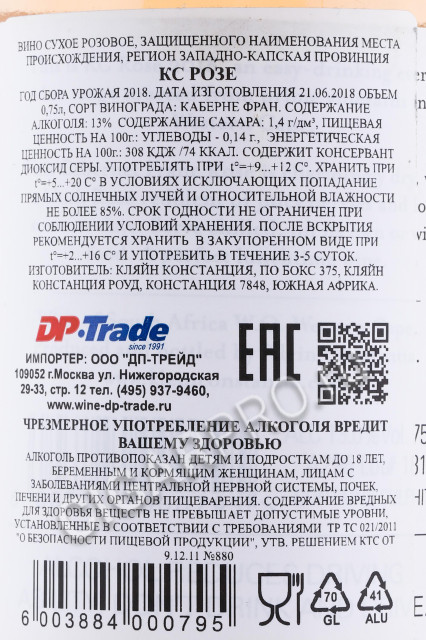 ВИНО СУХОЕ РОЗОВОЕ, ЗАЩИЩЕННОГО НАИМЕНОВАНИЯ МЕСТА
ПРОИСХОЖДЕНИЯ, РЕГИОН ЗАПАДНО-КАПСКАЯ ПРОВИНЦИЯ
КС РОЗЕ
ГОД СБОРА УРОЖАЯ 2018. ДАТА ИЗГОТОВЛЕНИЯ 21.06.2018 ОБЪЕМ
0,75л, СОРТ ВИНОГРАДА: КАБЕРНЕ ФРАН. СОДЕРЖАНИЕ
АЛКОГОЛЯ: 13% СОДЕРЖАНИЕ САХАРА: 1,4 г/дм³, ПИЩЕВАЯ
ЦЕННОСТЬ НА 100г.: УГЛЕВОДЫ - 0,14 г., ЭНЕРГЕТИЧЕСКАЯ
ЦЕННОСТЬ НА 100г.: 308 КДЖ /74 ККАЛ. СОДЕРЖИТ КОНСЕРВАНТ
ДИОКСИД СЕРЫ. УПОТРЕБЛЯТЬ ПРИ t°=+9...+12 С°. ХРАНИТЬ ПРИ
t°=+5...+20 С° В УСЛОВИЯХ ИСКЛЮЧАЮЩИХ ПОПАДАНИЕ
ПРЯМЫХ СОЛНЕЧНЫХ ЛУЧЕЙ И ОТНОСИТЕЛЬНОЙ ВЛАЖНОСТИ
НЕ БОЛЕЕ 85%. СРОК ГОДНОСТИ НЕ ОГРАНИЧЕН ПРИ
СОБЛЮДЕНИИ УСЛОВИЙ ХРАНЕНИЯ. ПОСЛЕ ВСКРЫТИЯ
РЕКОМЕНДУЕТСЯ ХРАНИТЬ В ЗАКУПОРЕННОМ ВИДЕ ПРИ
t°=+2...+16 С° И УПОТРЕБИТЬ В ТЕЧЕНИЕ 3-5 СУТОК.
ИЗГОТОВИТЕЛЬ: КЛЯЙН КОНСТАНЦИЯ, ПО БОКС 375, КЛЯЙН
КОНСТАНЦИЯ РОУД, КОНСТАНЦИЯ 7848, ЮЖНАЯ АФРИКА.
DP-Trade
since 1991
EAC
ИМПОРТЕР: ООО "ДП-ТРЕЙД"
109052 г.Москва ул. Нижегородская
29-33, стр. 12 тел. (495) 937-9460,
www.wine-dp-trade.ru
ЧРЕЗМЕРНОЕ УПОТРЕБЛЕНИЕ АЛКОГОЛЯ ВРЕДИТ
ВАШЕМУ ЗДОРОВЬЮ
АЛКОГОЛЬ ПРОТИВОПОКАЗАН ДЕТЯМ И ПОДРОСТКАМ ДО 18 ЛЕТ,
БЕРЕМЕННЫМ И КОРМЯЩИМ ЖЕНЩИНАМ, ЛИЦАМ С
ЗАБОЛЕВАНИЯМИ ЦЕНТРАЛЬНОЙ НЕРВНОЙ СИСТЕМЫ, ПОЧЕК,
ПЕЧЕНИ И ДРУГИХ ОРГАНОВ ПИЩЕВАРЕНИЯ. СОДЕРЖАНИЕ ВРЕДНЫХ
ДЛЯ ЗДОРОВЬЯ ВЕЩЕСТВ НЕ ПРЕВЫШАЕТ ДОПУСТИМЫЕ УРОВНИ,
УСТАНОВЛЕННЫЕ В СООТВЕТСТВИИ С ТРЕБОВАНИЯМИ ТР ТС 021/2011
"О БЕЗОПАСНОСТИ ПИЩЕВОЙ ПРОДУКЦИИ", УТВ. РЕШЕНИЕМ КТС ОТ
9.12.11 №880
6 003884 000795
70
GL
41
ALU